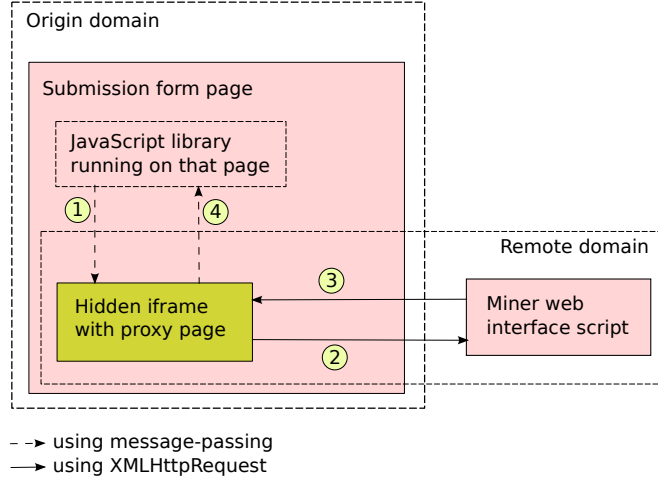 Origin domain
Submission form page
JavaScript library
running on that page
1
4
Remote domain
Hidden iframe
with proxy page
3
2
Miner web
interface script
using message-passing
using XMLHttpRequest